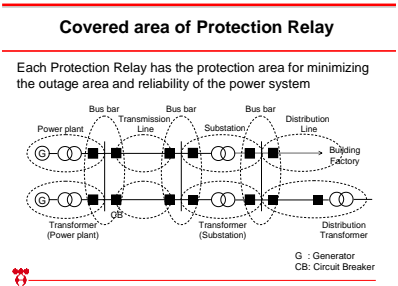 Covered area of Protection Relay
Each Protection Relay has the protection area for minimizing
the outage area and reliability of the power system
Bus bar
Bus bar
Bus bar
Power plant
Transmission
Line
Substation
Distribution
Line
G
Building
Factory
G
CB
Transformer
(Power plant)
Transformer
(Substation)
Distribution
Transformer
G : Generator
CB: Circuit Breaker